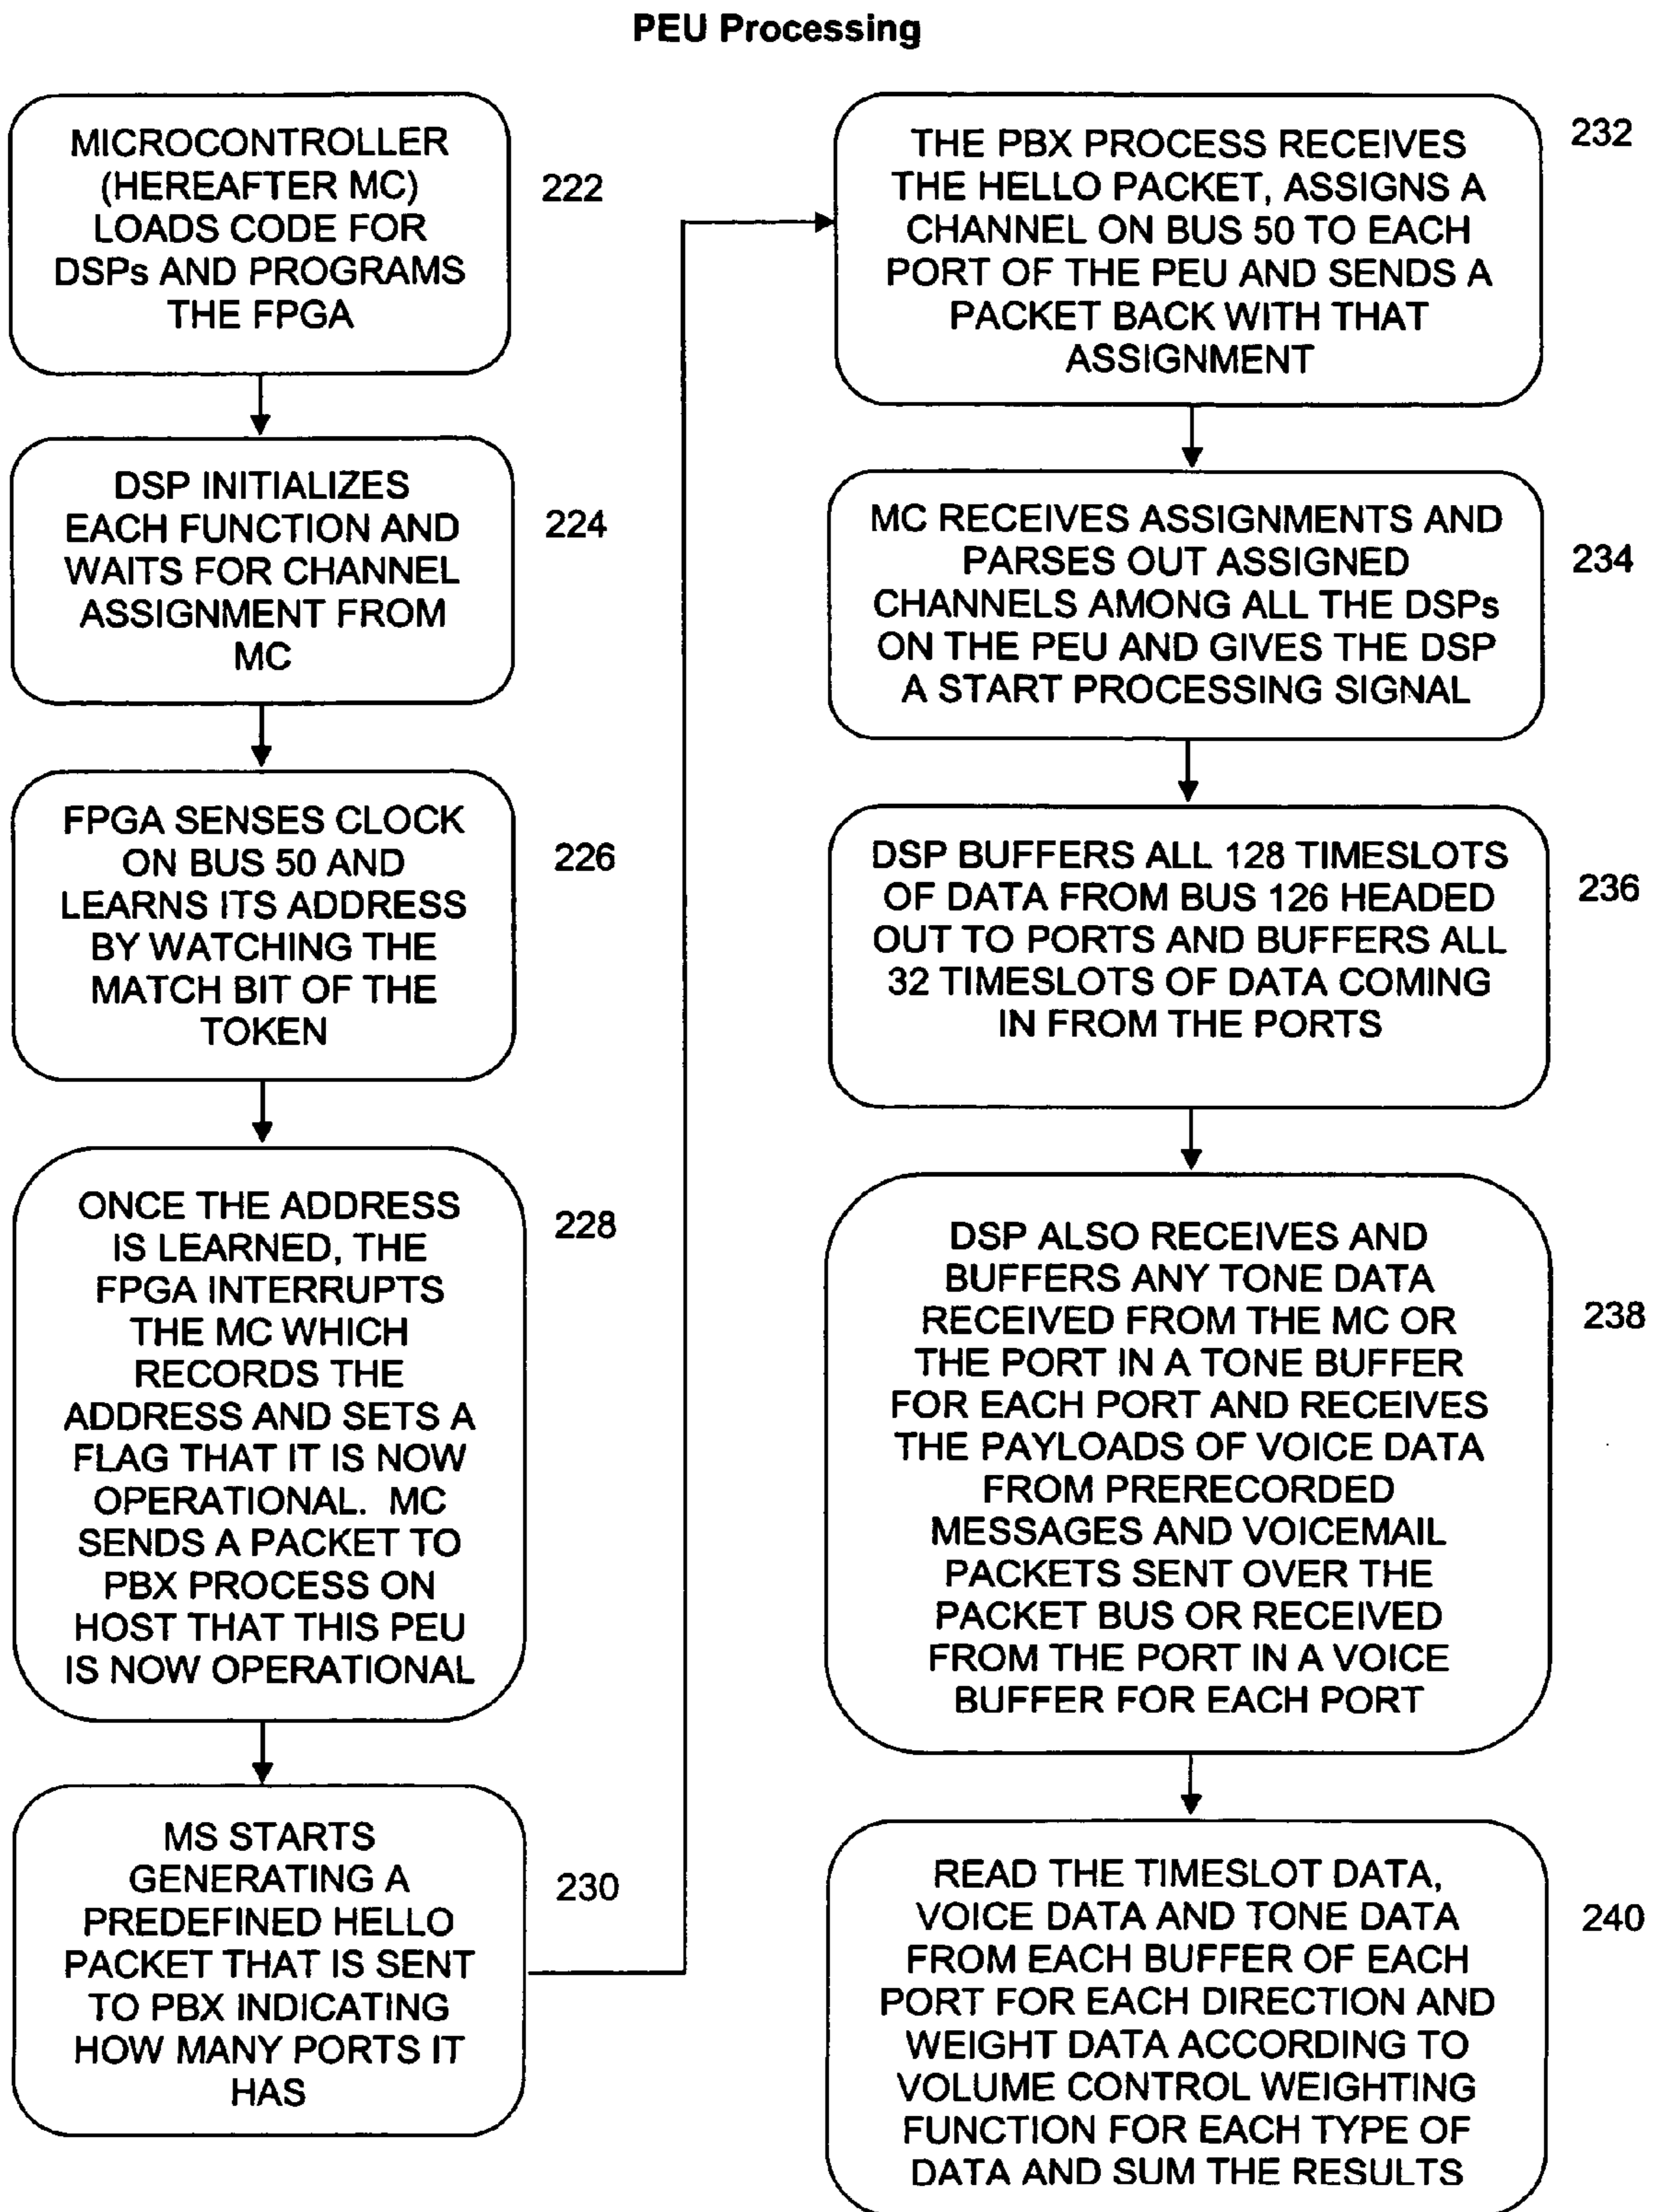 PEU Processing
MICROCONTROLLER
(HEREAFTER MC)
LOADS CODE FOR
DSPs AND PROGRAMS
THE FPGA
222
DSP INITIALIZES
EACH FUNCTION AND
WAITS FOR CHANNEL
ASSIGNMENT FROM
MC
224
FPGA SENSES CLOCK
ON BUS 50 AND
LEARNS ITS ADDRESS
BY WATCHING THE
MATCH BIT OF THE
TOKEN
226
ONCE THE ADDRESS
IS LEARNED, THE
FPGA INTERRUPTS
THE MC WHICH
RECORDS THE
ADDRESS AND SETS A
FLAG THAT IT IS NOW
OPERATIONAL. MC
SENDS A PACKET TO
PBX PROCESS ON
HOST THAT THIS PEU
IS NOW OPERATIONAL
228
MS STARTS
GENERATING A
PREDEFINED HELLO
PACKET THAT IS SENT
TO PBX INDICATING
HOW MANY PORTS IT
HAS
230
THE PBX PROCESS RECEIVES
THE HELLO PACKET, ASSIGNS A
CHANNEL ON BUS 50 TO EACH
PORT OF THE PEU AND SENDS A
PACKET BACK WITH THAT
ASSIGNMENT
232
MC RECEIVES ASSIGNMENTS AND
PARSES OUT ASSIGNED
CHANNELS AMONG ALL THE DSPs
ON THE PEU AND GIVES THE DSP
A START PROCESSING SIGNAL
234
DSP BUFFERS ALL 128 TIMESLOTS
OF DATA FROM BUS 126 HEADED
OUT TO PORTS AND BUFFERS ALL
32 TIMESLOTS OF DATA COMING
IN FROM THE PORTS
236
DSP ALSO RECEIVES AND
BUFFERS ANY TONE DATA
RECEIVED FROM THE MC OR
THE PORT IN A TONE BUFFER
FOR EACH PORT AND RECEIVES
THE PAYLOADS OF VOICE DATA
FROM PRERECORDED
MESSAGES AND VOICEMAIL
PACKETS SENT OVER THE
PACKET BUS OR RECEIVED
FROM THE PORT IN A VOICE
BUFFER FOR EACH PORT
238
READ THE TIMESLOT DATA,
VOICE DATA AND TONE DATA
FROM EACH BUFFER OF EACH
PORT FOR EACH DIRECTION AND
WEIGHT DATA ACCORDING TO
VOLUME CONTROL WEIGHTING
FUNCTION FOR EACH TYPE OF
DATA AND SUM THE RESULTS
240